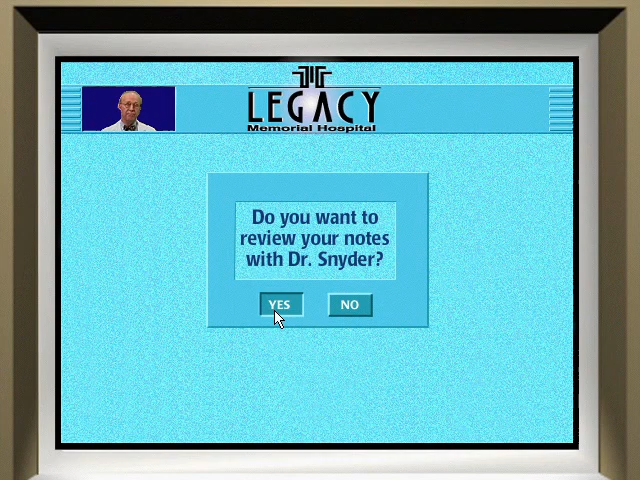 LEGACY
Memorial Hospital
Do you want to
review your notes
with Dr. Snyder?
YES
NO